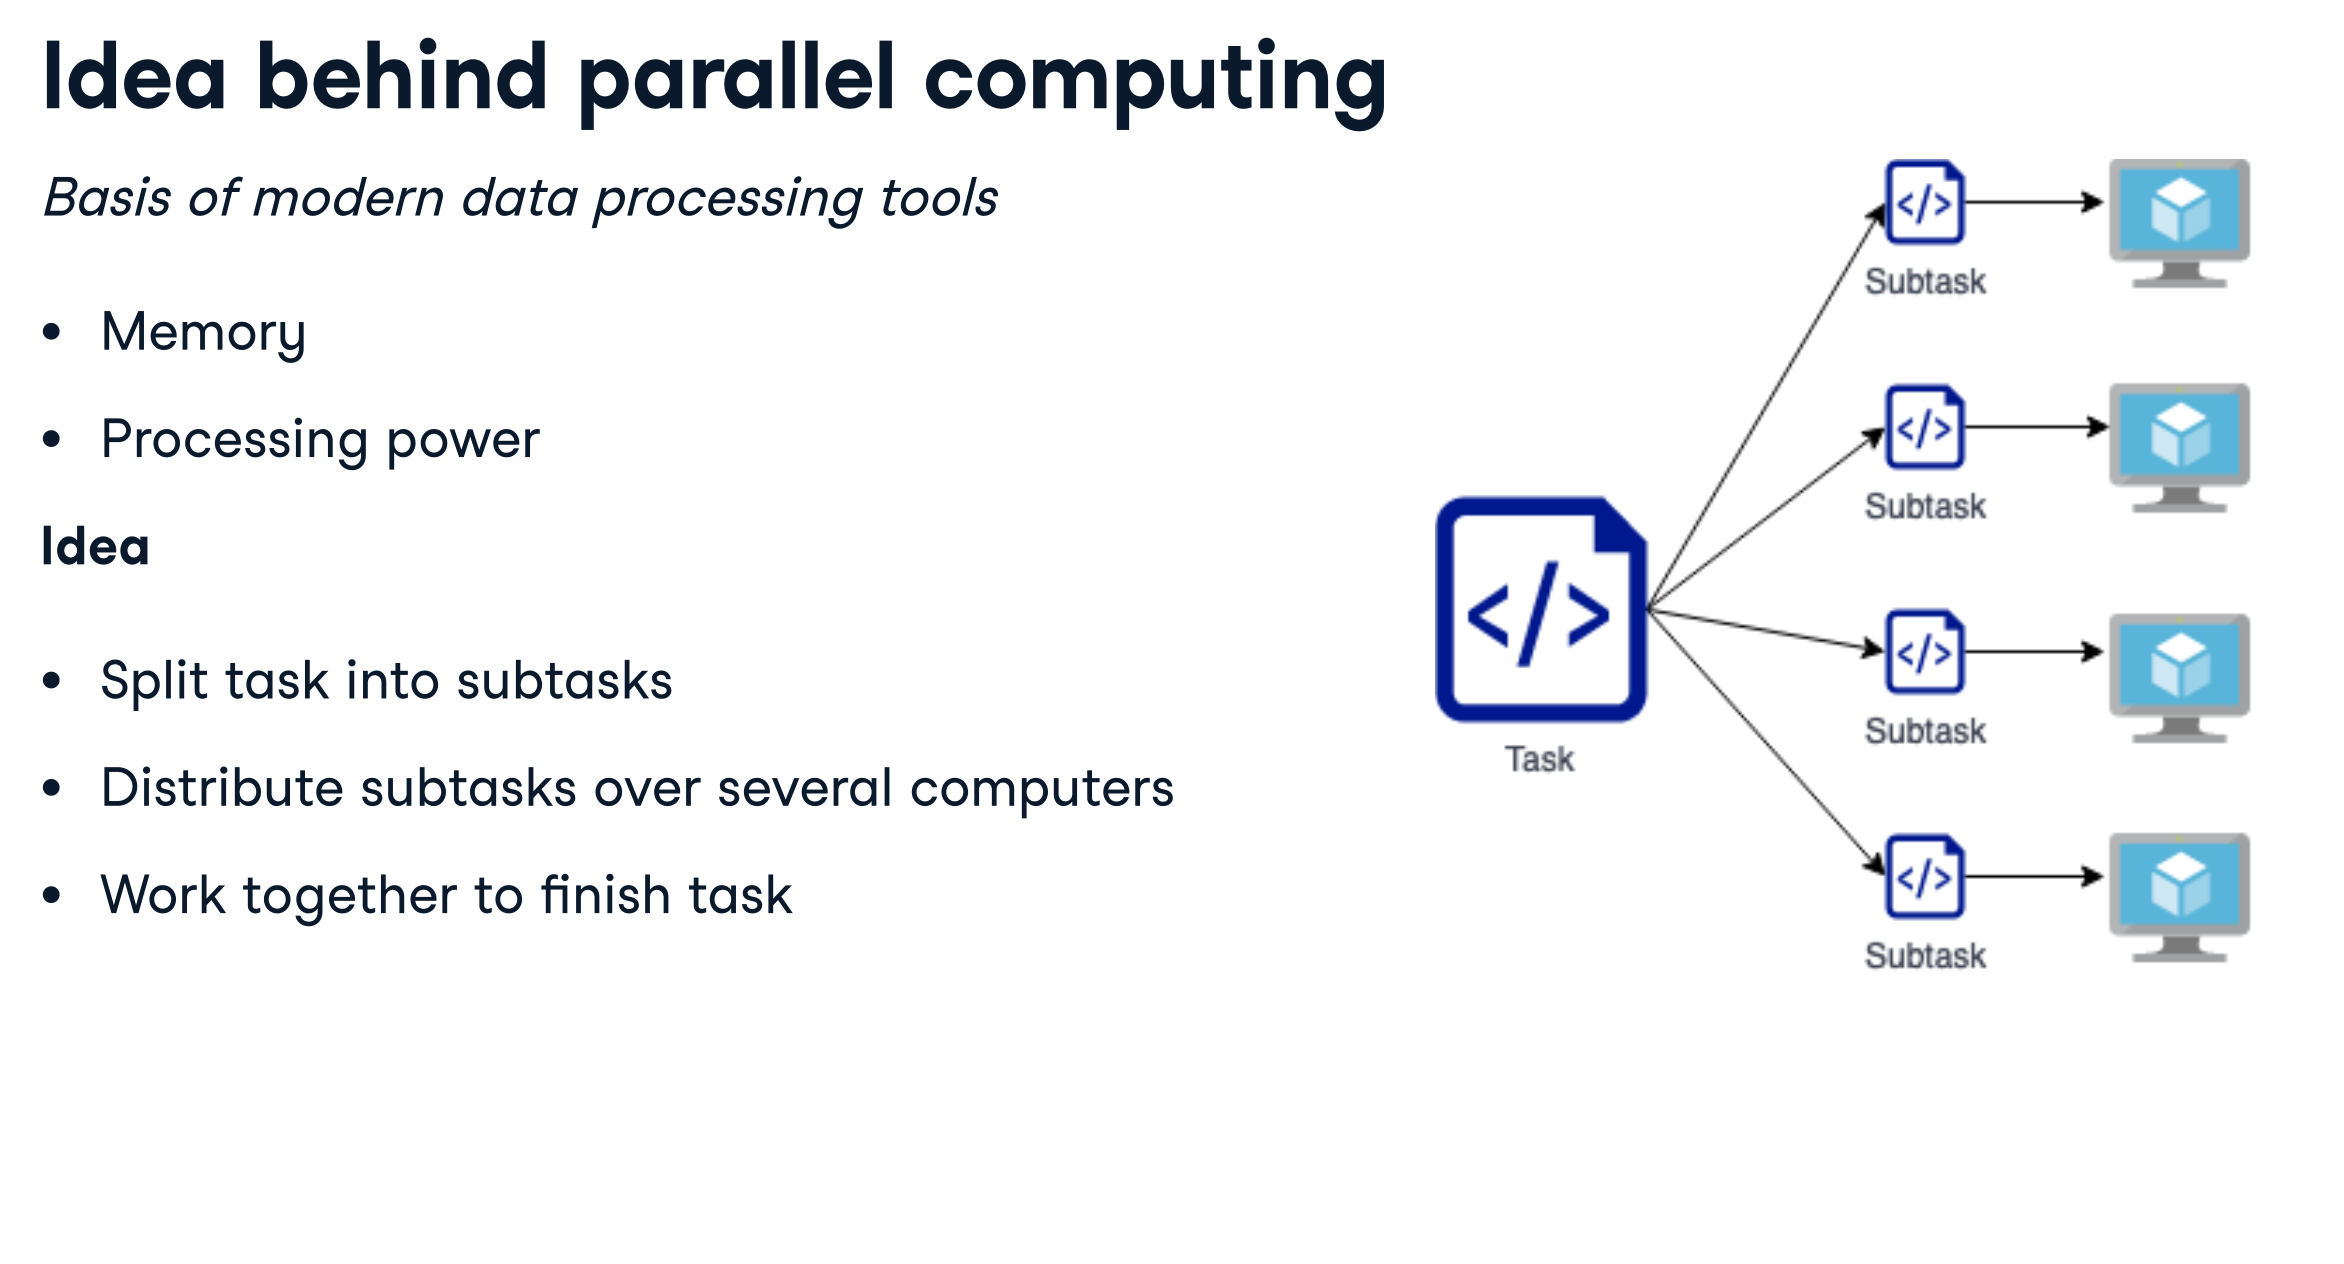 Idea behind parallel computing
Basis of modern data processing tools
• Memory
• Processing power
Idea
• Split task into subtasks
• Distribute subtasks over several computers
• Work together to finish task
</>
Task
</>
Subtask
</>
Subtask
</>
Subtask
</>
Subtask